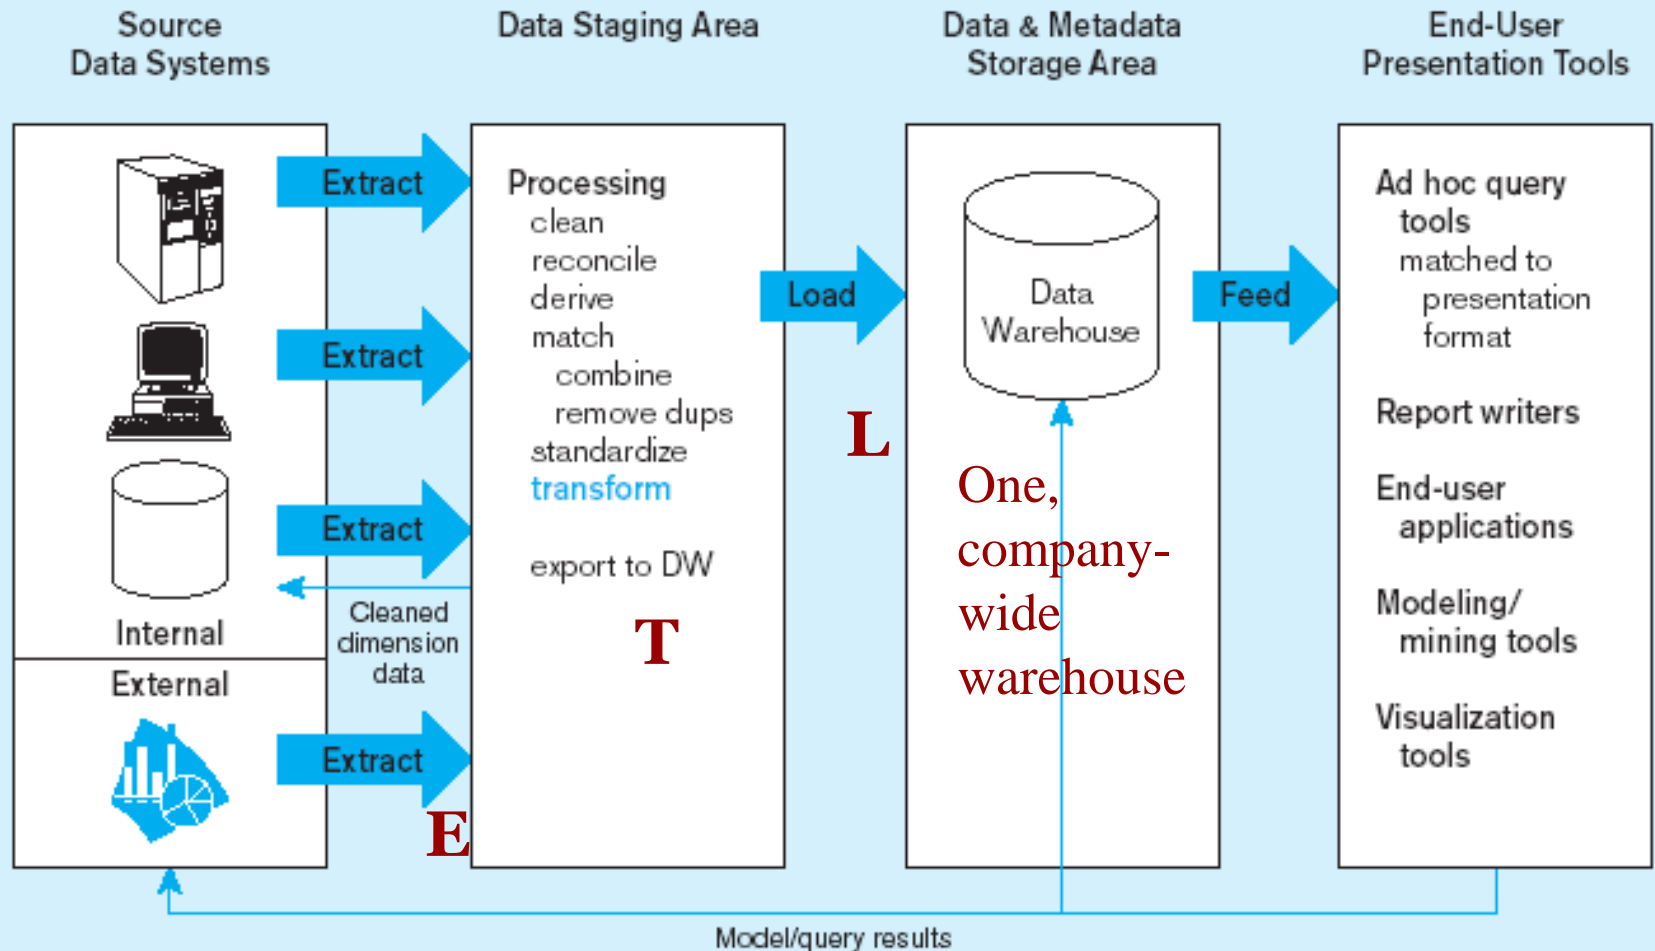 Source
Data Systems
Data Staging Area
Data & Metadata
Storage Area
End-User
Presentation Tools
Extract
Extract
Extract
Cleaned
dimension
data
Internal
External
Extract
E
Processing
clean
reconcile
derive
match
combine
remove dups
standardize
transform
export to DW
T
Load
L
Data
Warehouse
One,
company-
wide
warehouse
Feed
Ad hoc query
tools
matched to
presentation
format
Report writers
End-user
applications
Modeling/
mining tools
Visualization
tools
Model/query results